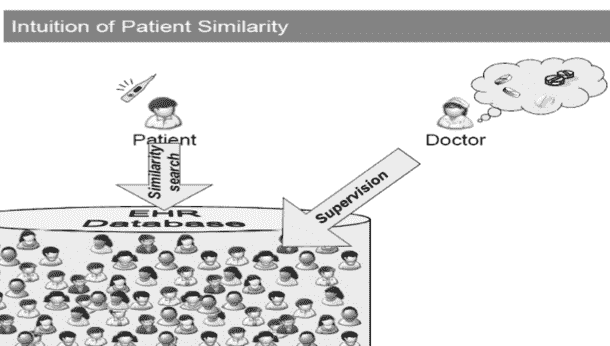 Intuition of Patient Similarity
Patient
Doctor
Similarity
search
Supervision
EHR
Database